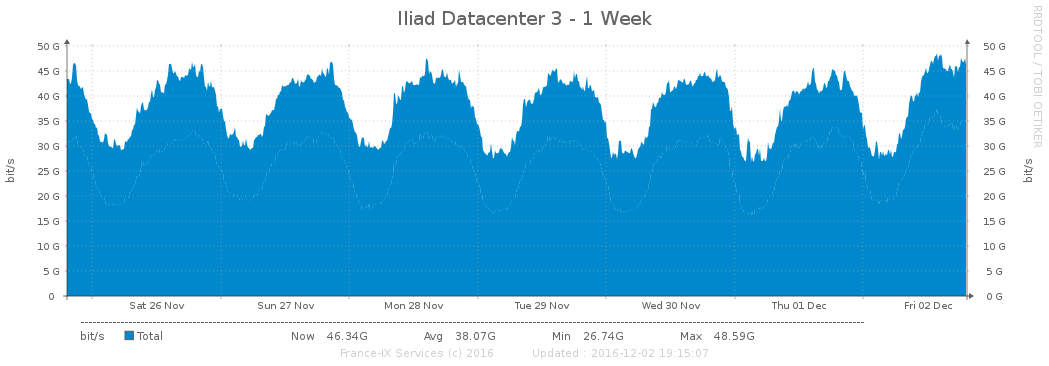 Iliad Datacenter 3 - 1 Week
RRDTOOL / TOBI OETIKER
bit/s
bit/s
50 G 50 G
45 G 45 G
40 G 40 G
35 G 35 G
30 G 30 G
25 G 25 G
20 G 20 G
15 G 15 G
10 G 10 G
5 G 5 G
0 0 G
Sat 26 Nov Sun 27 Nov Mon 28 Nov Tue 29 Nov Wed 30 Nov Thu 01 Dec Fri 02 Dec
bit/s Total Now 46.34G Avg 38.07G Min 26.74G Max 48.59G
France-IX Services (c) 2016 Updated : 2016-12-02 19:15:07